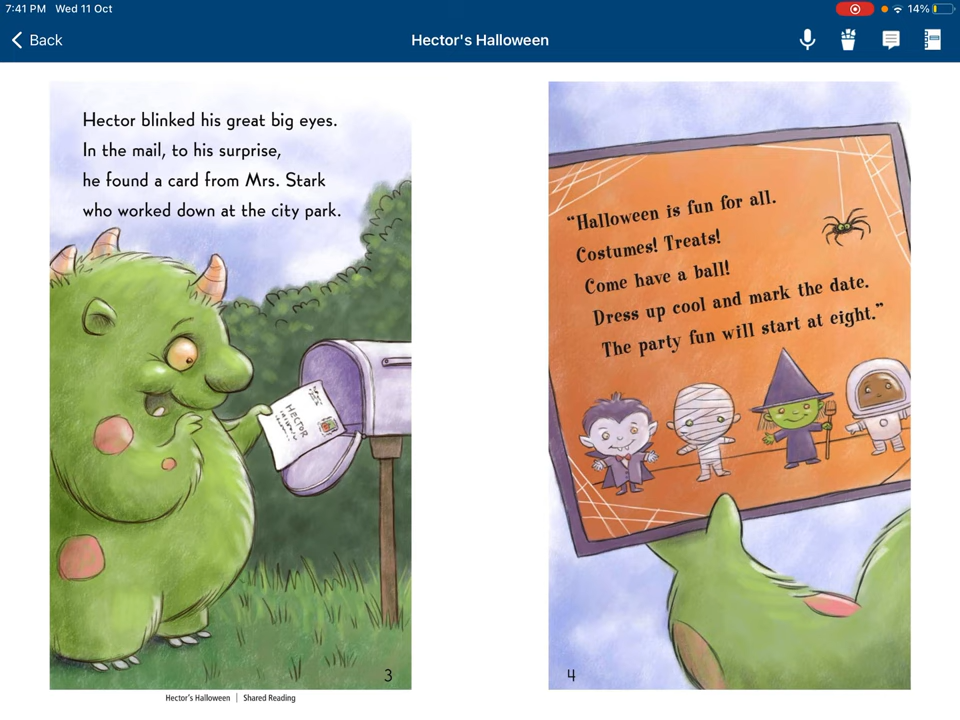 7:41 PM Wed 11 Oct
14%
Back
Hector's Halloween
Hector blinked his great big eyes.
In the mail, to his surprise,
he found a card from Mrs. Stark
who worked down at the city park.
HECTOR
3
Hector's Halloween | Shared Reading
“Halloween is fun for all.
Costumes! Treats!
Come have a ball!
Dress up cool and mark the date.
The party fun will start at eight.”
4